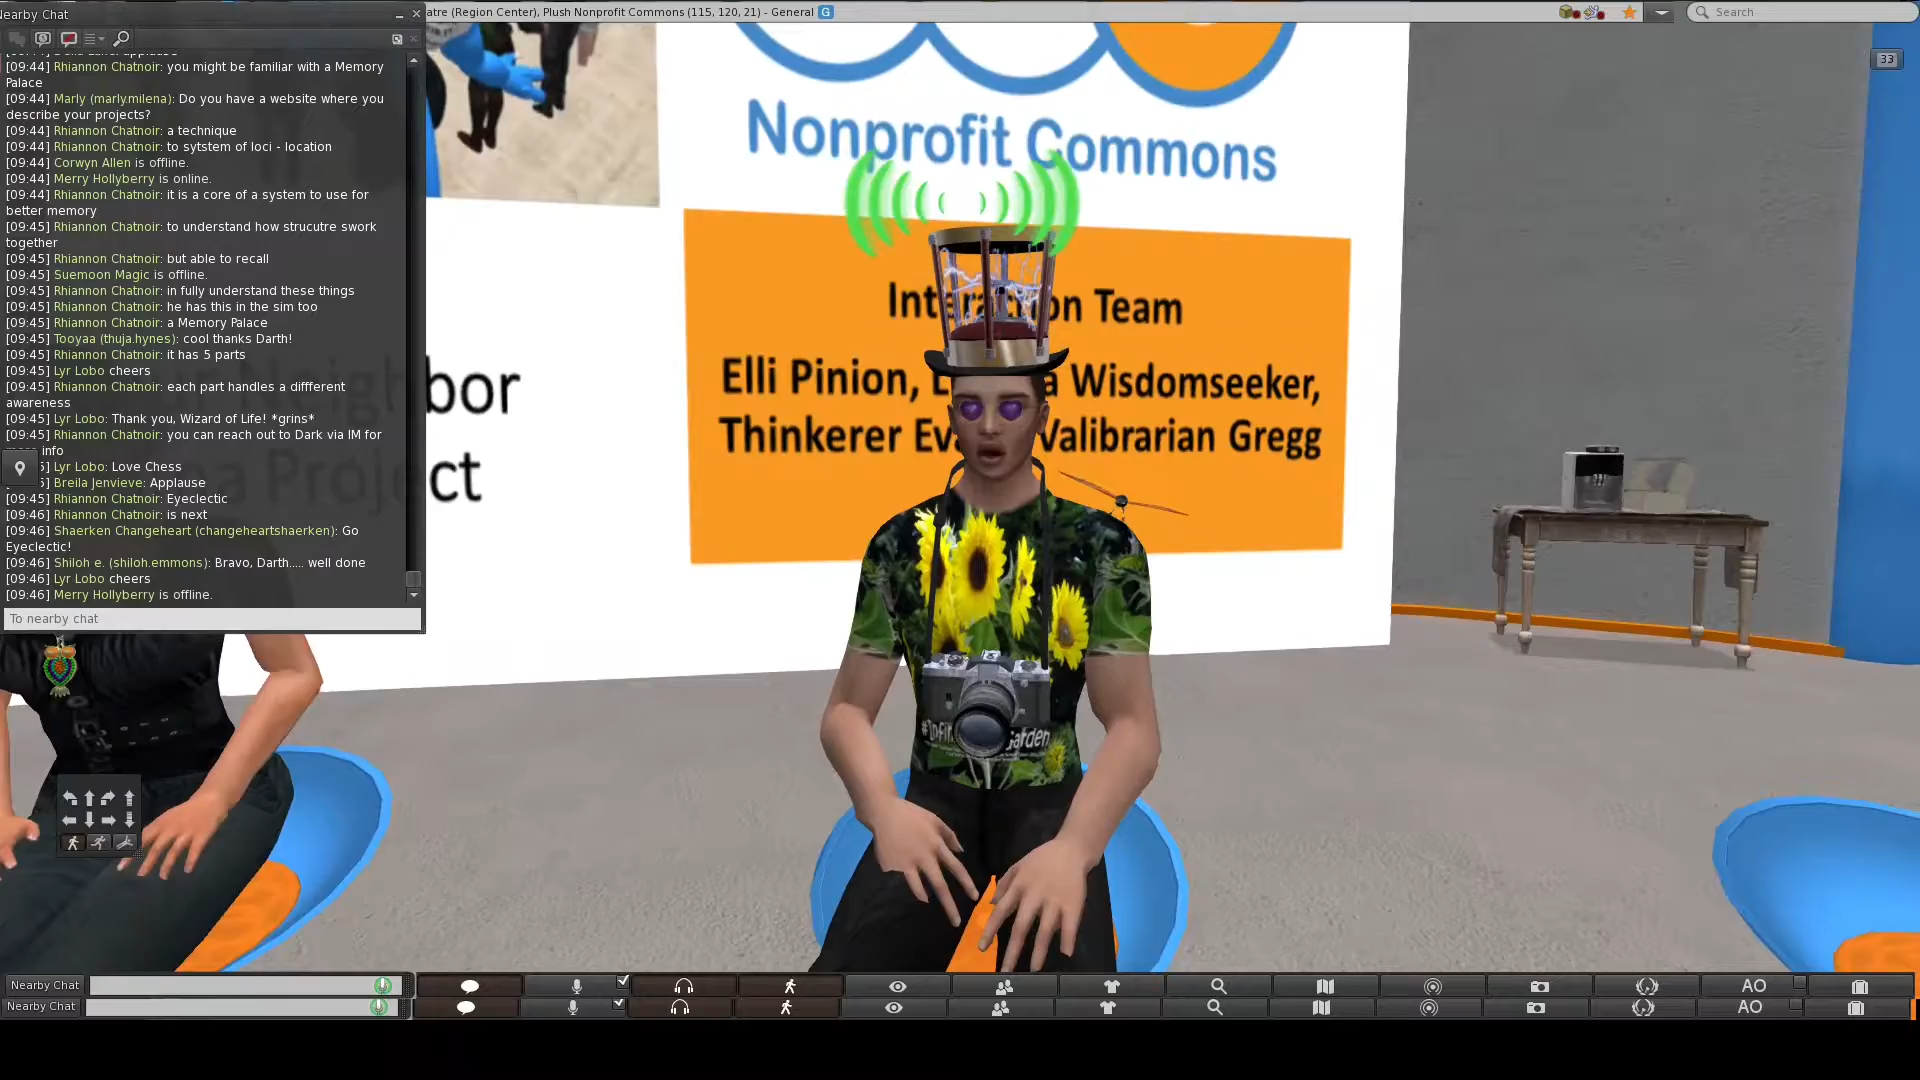 Nearby Chat
atre (Region Center), Plush Nonprofit Commons (115, 120, 21) - General G
Search
33
[09:44] Rhiannon Chatnoir: you might be familiar with a Memory
Palace
[09:44] Marly (marly.milena): Do you have a website where you
describe your projects?
[09:44] Rhiannon Chatnoir: a technique
[09:44] Rhiannon Chatnoir: to sytstem of loci - location
[09:44] Corwyn Allen is offline.
[09:44] Merry Hollyberry is online.
[09:44] Rhiannon Chatnoir: it is a core of a system to use for
better memory
[09:45] Rhiannon Chatnoir: to understand how strucutre swork
together
[09:45] Rhiannon Chatnoir: but able to recall
[09:45] Suemoon Magic is offline.
[09:45] Rhiannon Chatnoir: in fully understand these things
[09:45] Rhiannon Chatnoir: he has this in the sim too
[09:45] Rhiannon Chatnoir: a Memory Palace
[09:45] Tooyaa (thuja.hynes): cool thanks Darth!
[09:45] Rhiannon Chatnoir: it has 5 parts
[09:45] Lyr Lobo cheers
[09:45] Rhiannon Chatnoir: each part handles a diffferent
awareness
[09:45] Lyr Lobo: Thank you, Wizard of Life! *grins*
[09:45] Rhiannon Chatnoir: you can reach out to Dark via IM for
info
Lyr Lobo: Love Chess
Breila Jenvieve: Applause
[09:45] Rhiannon Chatnoir: Eyeclectic
[09:46] Rhiannon Chatnoir: is next
[09:46] Shaerken Changeheart (changeheartshaerken): Go
Eyeclectic!
[09:46] Shiloh e. (shiloh.emmons): Bravo, Darth..... well done
[09:46] Lyr Lobo cheers
[09:46] Merry Hollyberry is offline.
To nearby chat
Nonprofit Commons
Team
Elli Pinion, Wisdomseeker,
Thinkerer Valibrarian Gregg
Project
Nearby Chat
AO
Nearby Chat
AO